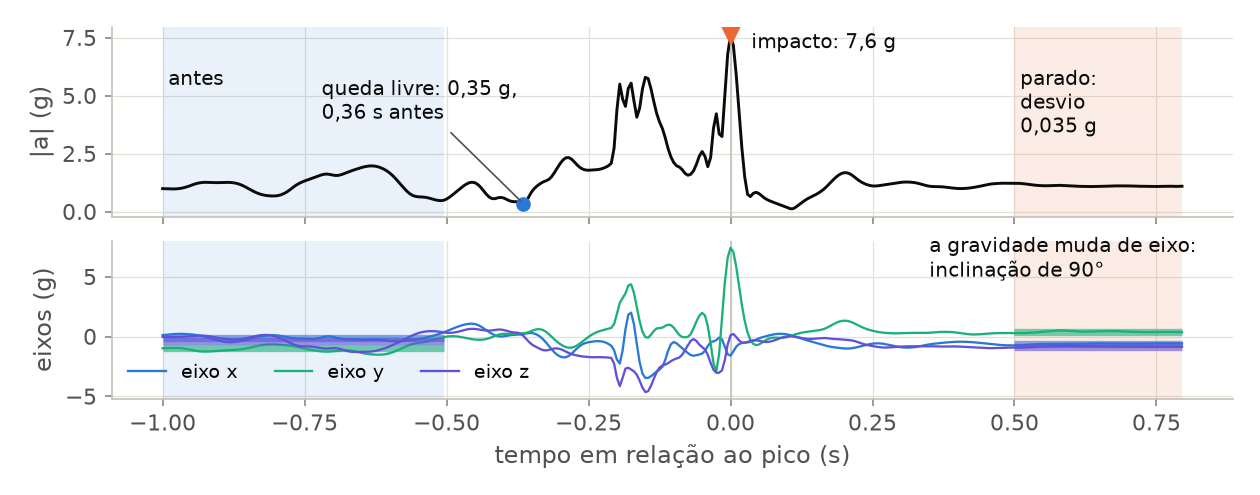 7.5
5.0
2.5
0.0
|a| (g)
antes
queda livre: 0,35 g,
0,36 s antes
impacto: 7,6 g
parado:
desvio
0,035 g
5
0
−5
eixos (g)
a gravidade muda de eixo:
inclinação de 90°
eixo x
eixo y
eixo z
−1.00
−0.75
−0.50
−0.25
0.00
0.25
0.50
0.75
tempo em relação ao pico (s)